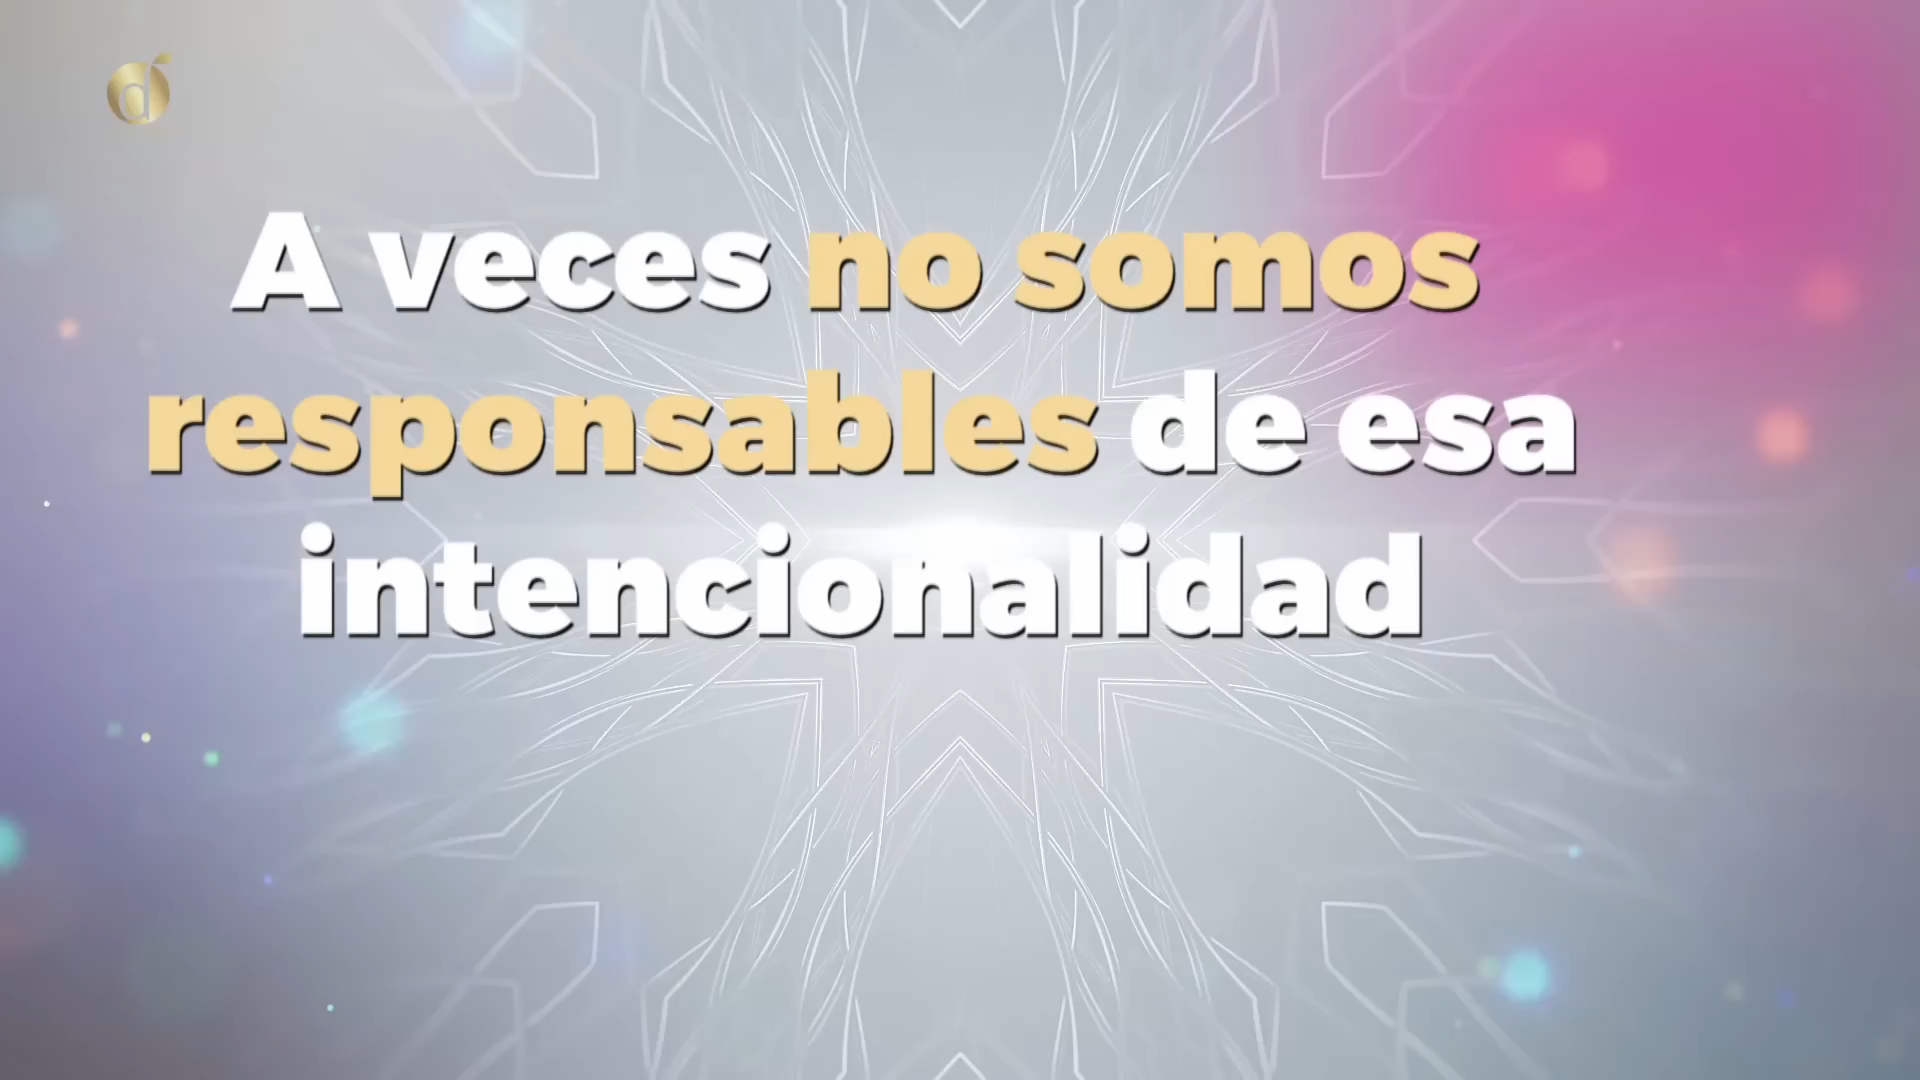 d
A veces no somos
responsables de esa
intencionalidad